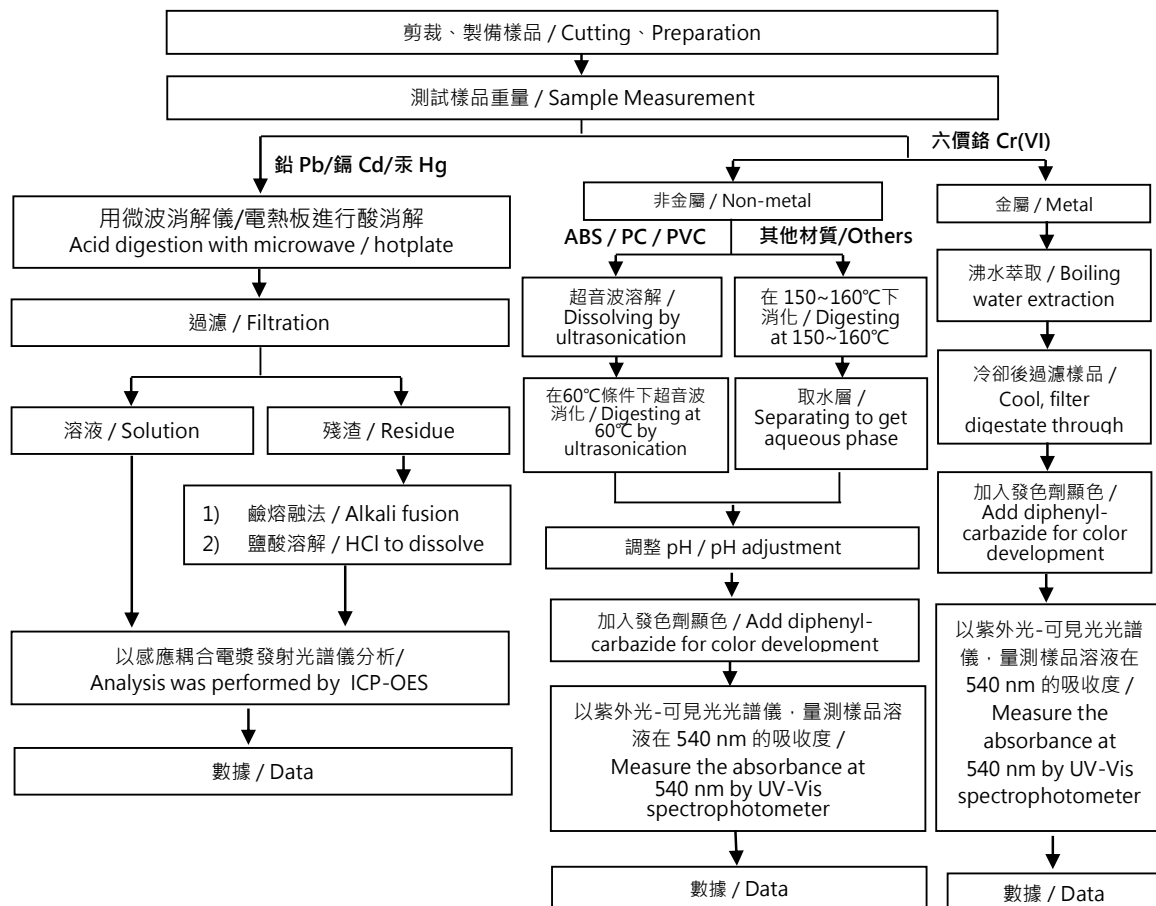 剪裁、製備樣品 / Cutting、Preparation
測試樣品重量 / Sample Measurement
鉛 Pb/鎘 Cd/汞 Hg
六價鉻 Cr(VI)
用微波消解儀/電熱板進行酸消解
Acid digestion with microwave / hotplate
過濾 / Filtration
溶液 / Solution
殘渣 / Residue
1) 鹼熔融法 / Alkali fusion
2) 鹽酸溶解 / HCl to dissolve
以感應耦合電漿發射光譜儀分析/
Analysis was performed by ICP-OES
數據 / Data
非金屬 / Non-metal
ABS / PC / PVC
其他材質/Others
超音波溶解 /
Dissolving by
ultrasonication
在60℃條件下超音波
消化 / Digesting at
60℃ by
ultrasonication
在 150~160℃下
消化 / Digesting
at 150~160℃
取水層 /
Separating to get
aqueous phase
調整 pH / pH adjustment
加入發色劑顯色 / Add diphenyl-
carbazide for color development
以紫外光-可見光光譜儀，量測樣品溶
液在 540 nm 的吸收度 /
Measure the absorbance at
540 nm by UV-Vis
spectrophotometer
數據 / Data
金屬 / Metal
沸水萃取 / Boiling
water extraction
冷卻後過濾樣品 /
Cool, filter
digestate through
加入發色劑顯色 /
Add diphenyl-
carbazide for color
development
以紫外光-可見光光譜
儀，量測樣品溶液在
540 nm 的吸收度 /
Measure the
absorbance at
540 nm by UV-Vis
spectrophotometer
數據 / Data